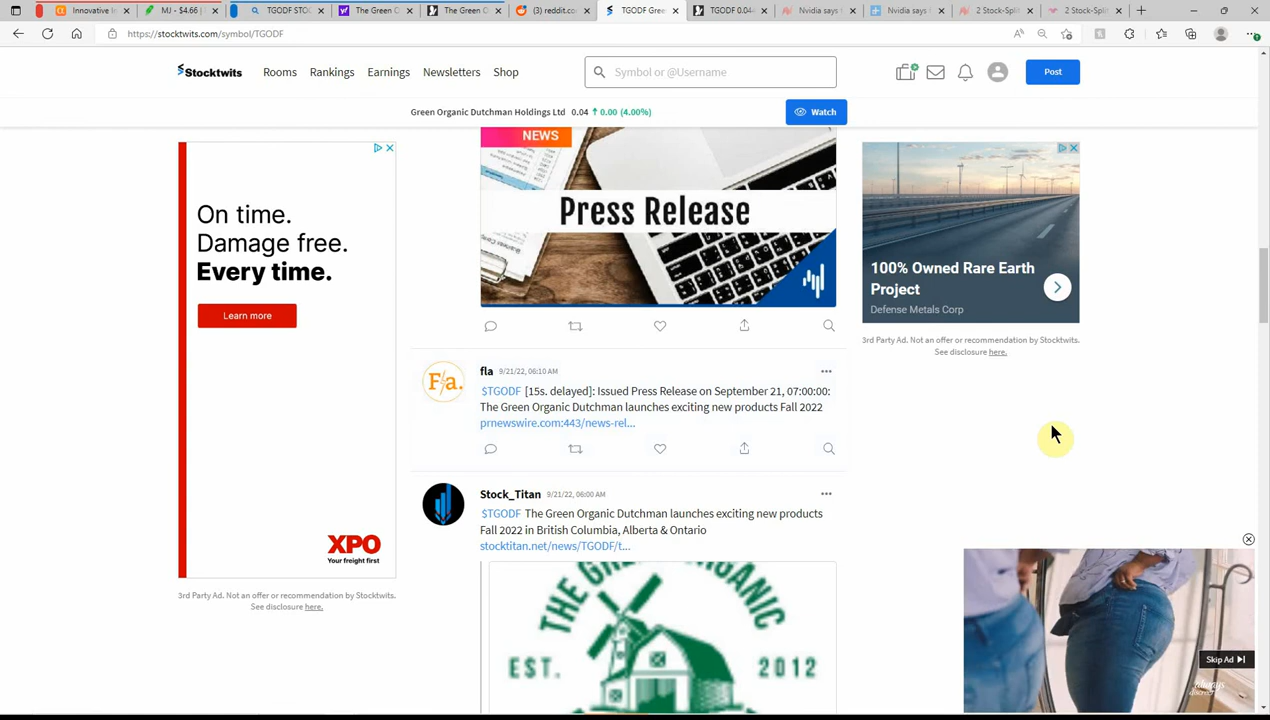 Innovative I
MJ - $4.66 |
TGODF STOC
The Green O
The Green O
(3) reddit.co
TGODF Gree
TGODF 0.04
Nvidia says
Nvidia says
2 Stock-Spli
2 Stock-Spli
https://stocktwits.com/symbol/TGODF
Stocktwits
Rooms
Rankings
Earnings
Newsletters
Shop
Symbol or @Username
Post
Green Organic Dutchman Holdings Ltd 0.04 ↑ 0.00 (4.00%)
Watch
On time.
Damage free.
Every time.
Learn more
XPO
Your freight first
3rd Party Ad. Not an offer or recommendation by Stocktwits.
See disclosure here.
NEWS
Press Release
F/a.
fla 9/21/22, 06:10 AM
$TGODF [15s. delayed]: Issued Press Release on September 21, 07:00:00:
The Green Organic Dutchman launches exciting new products Fall 2022
prnewswire.com:443/news-rel...
Stock_Titan 9/21/22, 06:00 AM
$TGODF The Green Organic Dutchman launches exciting new products
Fall 2022 in British Columbia, Alberta & Ontario
stocktitan.net/news/TGODF/t...
THE GREEN ORGANIC
EST. 2012
100% Owned Rare Earth
Project
Defense Metals Corp
3rd Party Ad. Not an offer or recommendation by Stocktwits.
See disclosure here.
Skip Ad
always
discreet